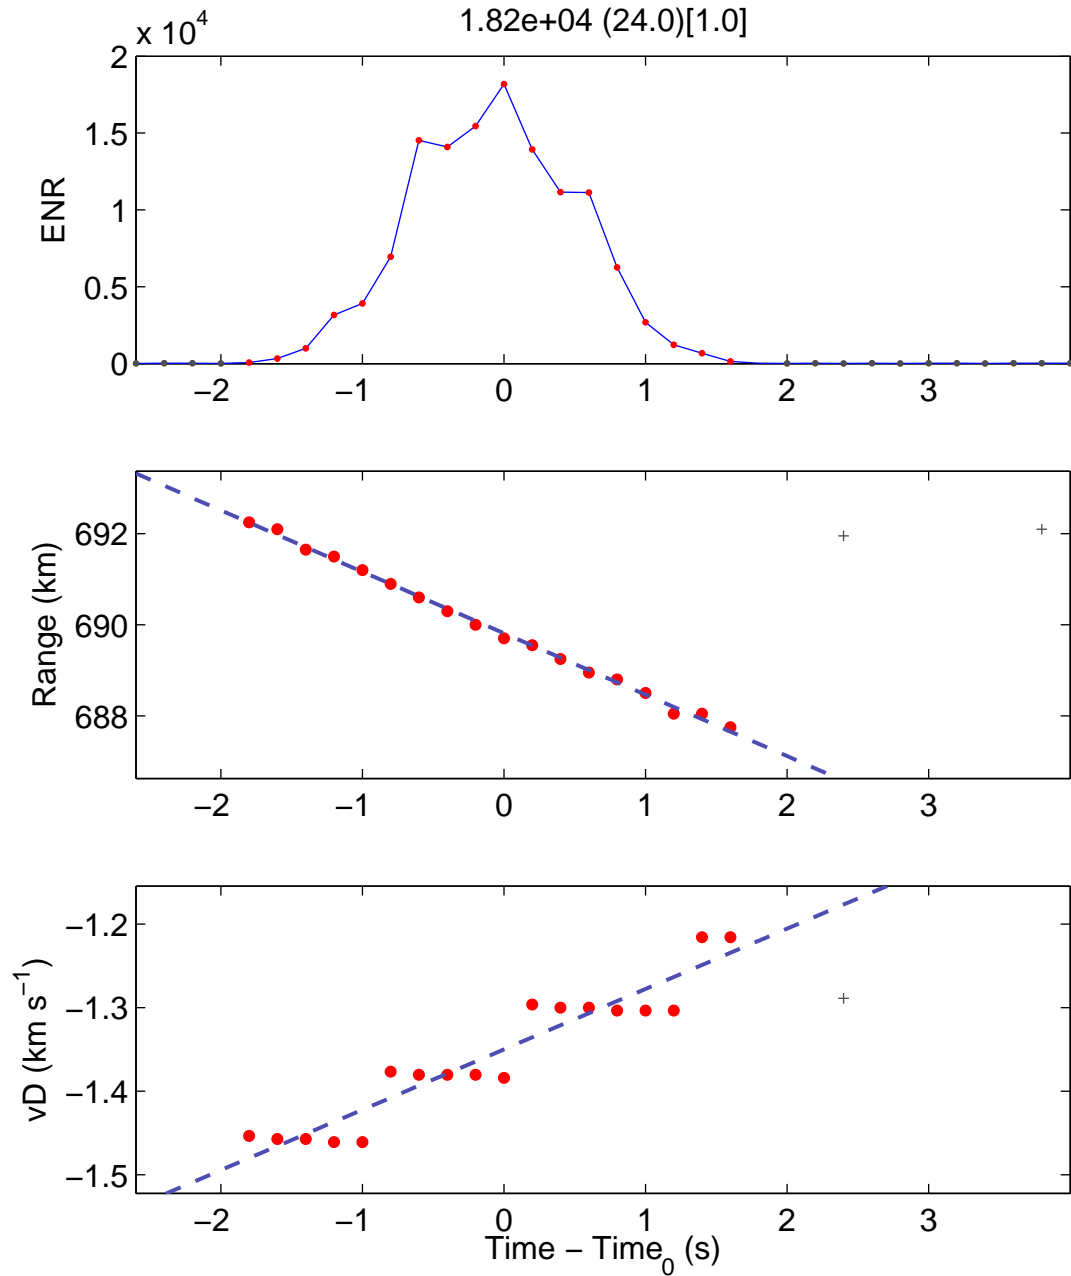 1.82e+04 (24.0)[1.0]
x 10^4
2
1.5
1
0.5
0
ENR
−2 −1 0 1 2 3
692
690
688
Range (km)
−2 −1 0 1 2 3
−1.2
−1.3
−1.4
−1.5
vD (km s^−1)
−2 −1 0 1 2 3
Time − Time_0 (s)